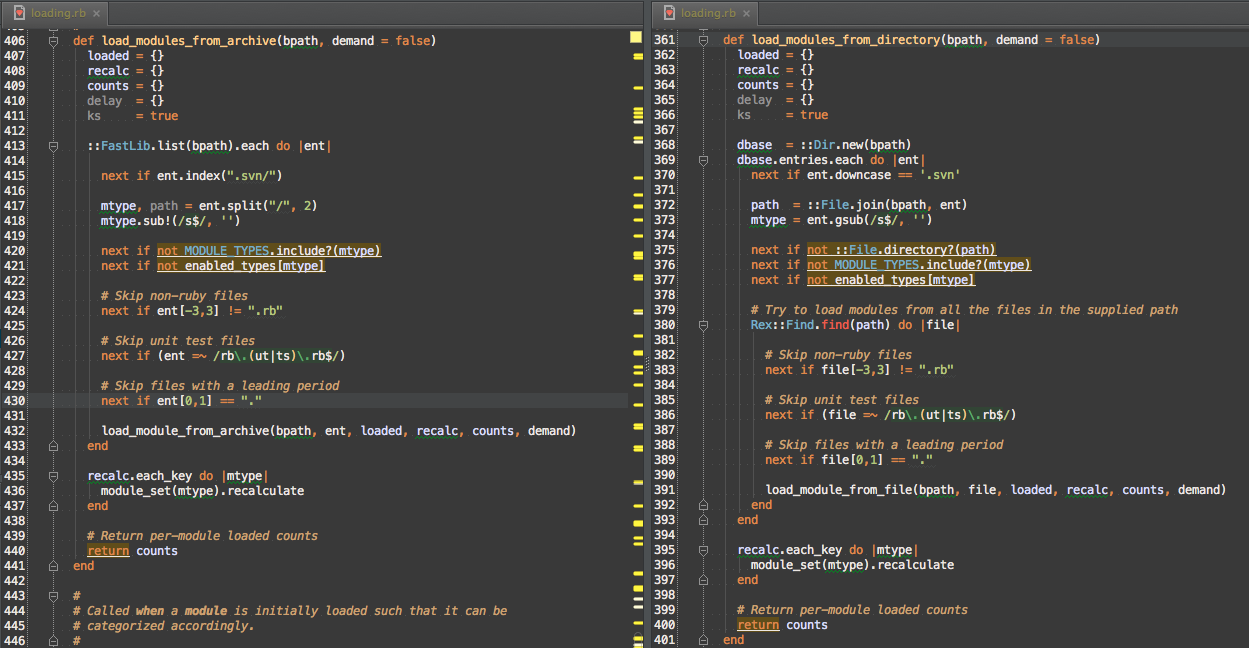 loading.rb
406 def load_modules_from_archive(bpath, demand = false)
407 loaded = {}
408 recalc = {}
409 counts = {}
410 delay = {}
411 ks = true
412
413 ::FastLib.list(bpath).each do |ent|
414
415 next if ent.index(".svn/")
416
417 mtype, path = ent.split("/", 2)
418 mtype.sub!(/s$/, '')
419
420 next if not MODULE_TYPES.include?(mtype)
421 next if not enabled_types[mtype]
422
423 # Skip non-ruby files
424 next if ent[-3,3] != ".rb"
425
426 # Skip unit test files
427 next if (ent =~ /rb\.(ut|ts)\.rb$/)
428
429 # Skip files with a leading period
430 next if ent[0,1] == "."
431
432 load_module_from_archive(bpath, ent, loaded, recalc, counts, demand)
433 end
434
435 recalc.each_key do |mtype|
436 module_set(mtype).recalculate
437 end
438
439 # Return per-module loaded counts
440 return counts
441 end
442
443 #
444 # Called when a module is initially loaded such that it can be
445 # categorized accordingly.
446 #
loading.rb
361 def load_modules_from_directory(bpath, demand = false)
362 loaded = {}
363 recalc = {}
364 counts = {}
365 delay = {}
366 ks = true
367
368 dbase = ::Dir.new(bpath)
369 dbase.entries.each do |ent|
370 next if ent.downcase == '.svn'
371
372 path = ::File.join(bpath, ent)
373 mtype = ent.gsub(/s$/, '')
374
375 next if not ::File.directory?(path)
376 next if not MODULE_TYPES.include?(mtype)
377 next if not enabled_types[mtype]
378
379 # Try to load modules from all the files in the supplied path
380 Rex::Find.find(path) do |file|
381
382 # Skip non-ruby files
383 next if file[-3,3] != ".rb"
384
385 # Skip unit test files
386 next if (file =~ /rb\.(ut|ts)\.rb$/)
387
388 # Skip files with a leading period
389 next if file[0,1] == "."
390
391 load_module_from_file(bpath, file, loaded, recalc, counts, demand)
392 end
393 end
394
395 recalc.each_key do |mtype|
396 module_set(mtype).recalculate
397 end
398
399 # Return per-module loaded counts
400 return counts
401 end